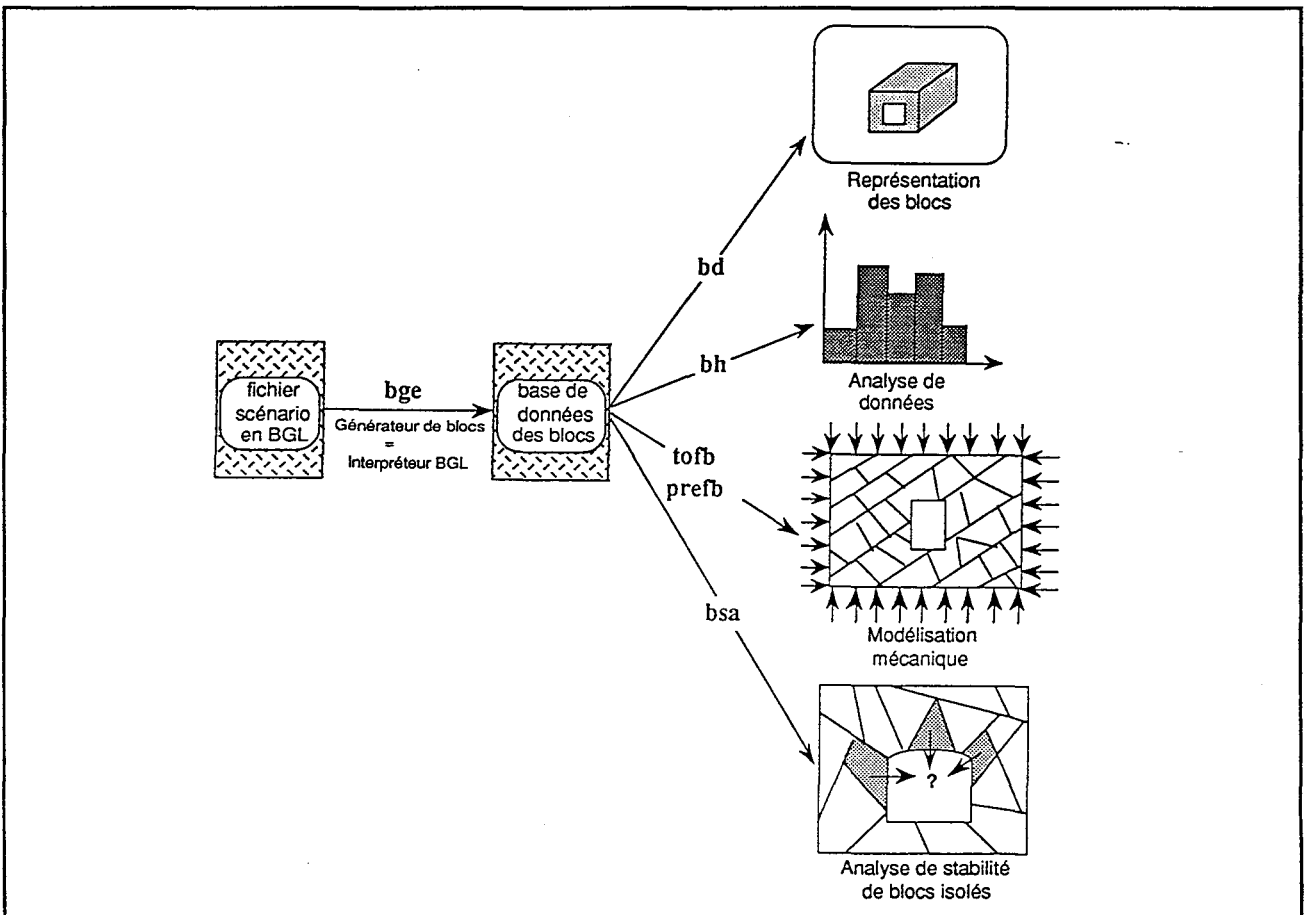 fichier
scénario
en BGL
bge
Générateur de blocs
=
Interpréteur BGL
base de
données
des blocs
bd
bh
tofb
prefb
bsa
Représentation
des blocs
Analyse de
données
Modélisation
mécanique
?
Analyse de stabilité
de blocs isolés